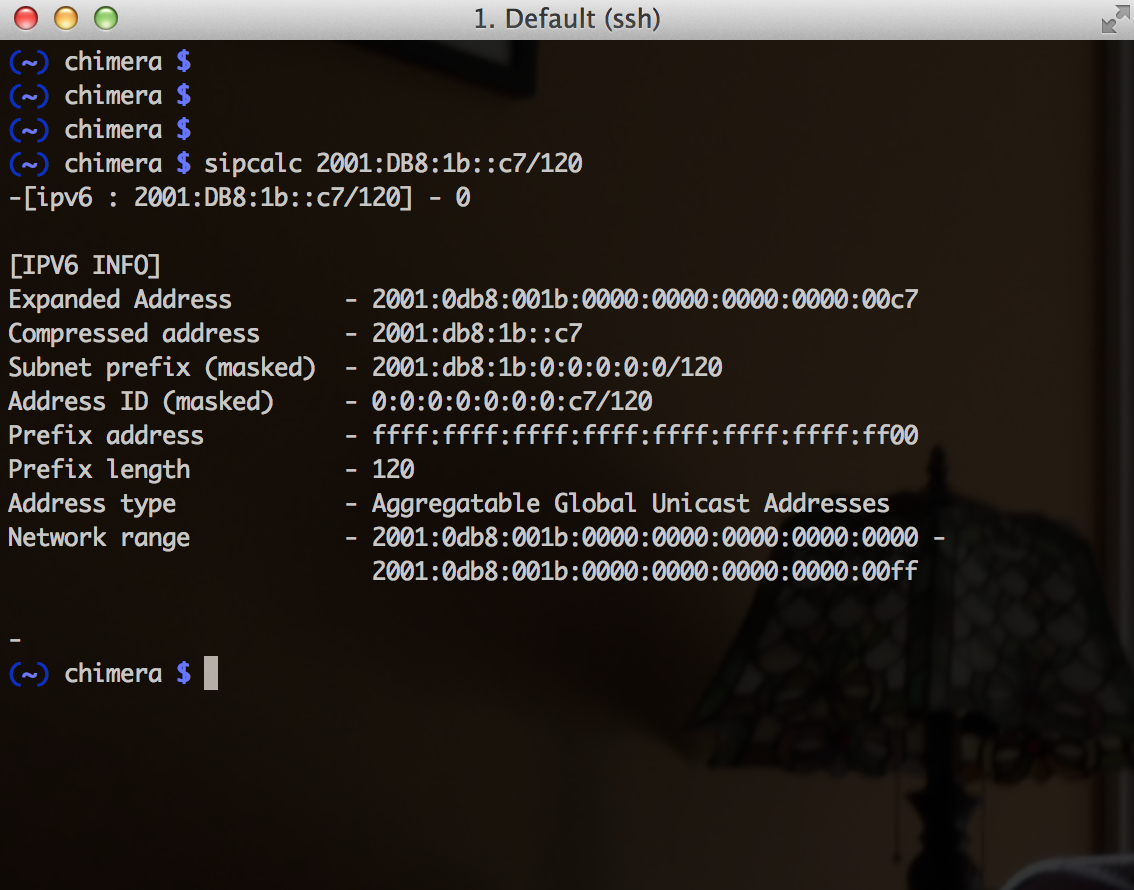 1. Default (ssh)
(~) chimera $
(~) chimera $
(~) chimera $
(~) chimera $ sipcalc 2001:DB8:1b::c7/120
-[ipv6 : 2001:DB8:1b::c7/120] - 0
[IPV6 INFO]
Expanded Address - 2001:0db8:001b:0000:0000:0000:0000:00c7
Compressed address - 2001:db8:1b::c7
Subnet prefix (masked) - 2001:db8:1b:0:0:0:0:0/120
Address ID (masked) - 0:0:0:0:0:0:0:c7/120
Prefix address - ffff:ffff:ffff:ffff:ffff:ffff:ffff:ff00
Prefix length - 120
Address type - Aggregatable Global Unicast Addresses
Network range - 2001:0db8:001b:0000:0000:0000:0000:0000 -
2001:0db8:001b:0000:0000:0000:0000:00ff
-
(~) chimera $